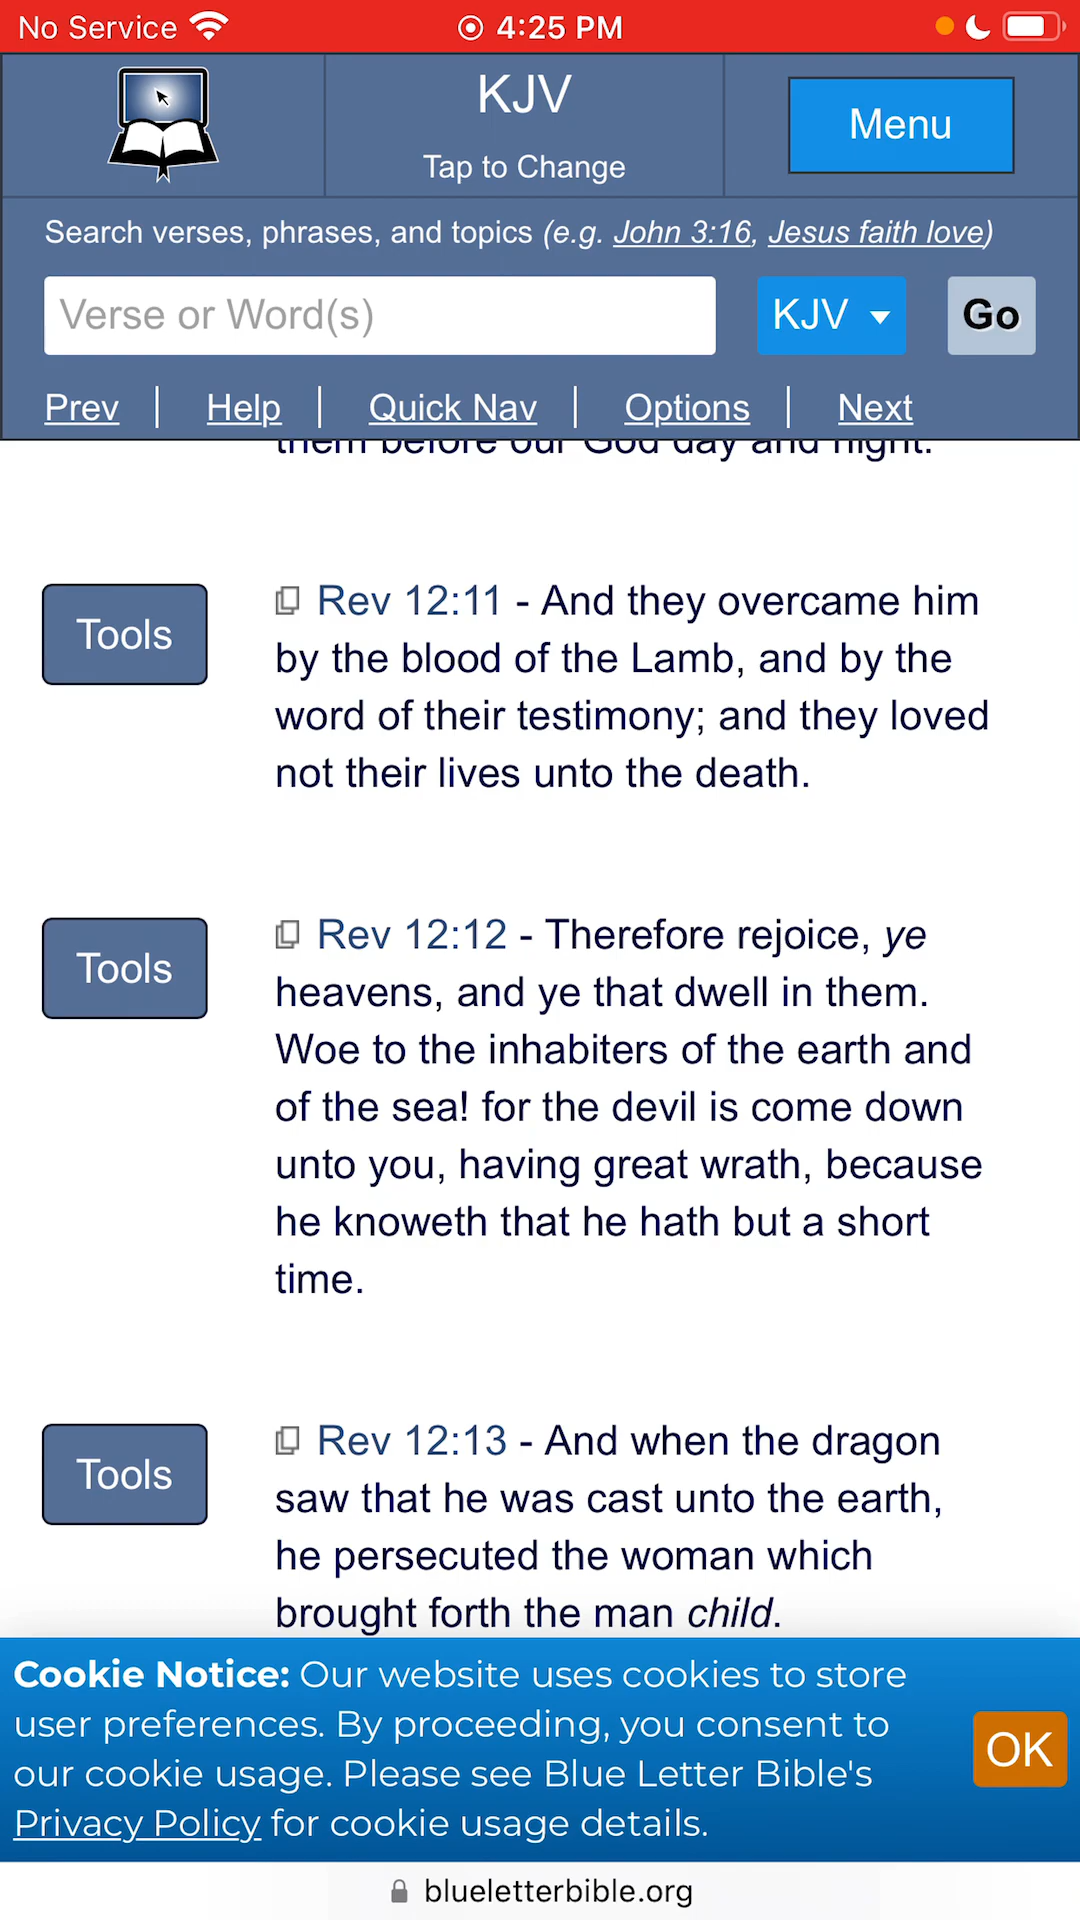 No Service 4:25 PM
KJV
Tap to Change
Menu
Search verses, phrases, and topics (e.g. John 3:16, Jesus faith love)
Verse or Word(s) KJV Go
Prev | Help | Quick Nav | Options | Next
them before our God day and night.
Tools
Rev 12:11 - And they overcame him
by the blood of the Lamb, and by the
word of their testimony; and they loved
not their lives unto the death.
Tools
Rev 12:12 - Therefore rejoice, ye
heavens, and ye that dwell in them.
Woe to the inhabiters of the earth and
of the sea! for the devil is come down
unto you, having great wrath, because
he knoweth that he hath but a short
time.
Tools
Rev 12:13 - And when the dragon
saw that he was cast unto the earth,
he persecuted the woman which
brought forth the man child.
Cookie Notice: Our website uses cookies to store
user preferences. By proceeding, you consent to
our cookie usage. Please see Blue Letter Bible's
Privacy Policy for cookie usage details.
OK
blueletterbible.org